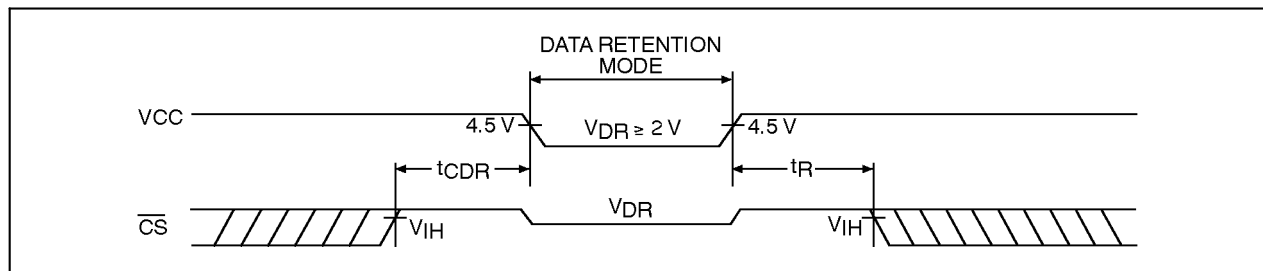 DATA RETENTION
MODE
VCC
4.5 V
VDR ≥ 2 V
4.5 V
tCDR
tR
CS
VIH
VDR
VIH